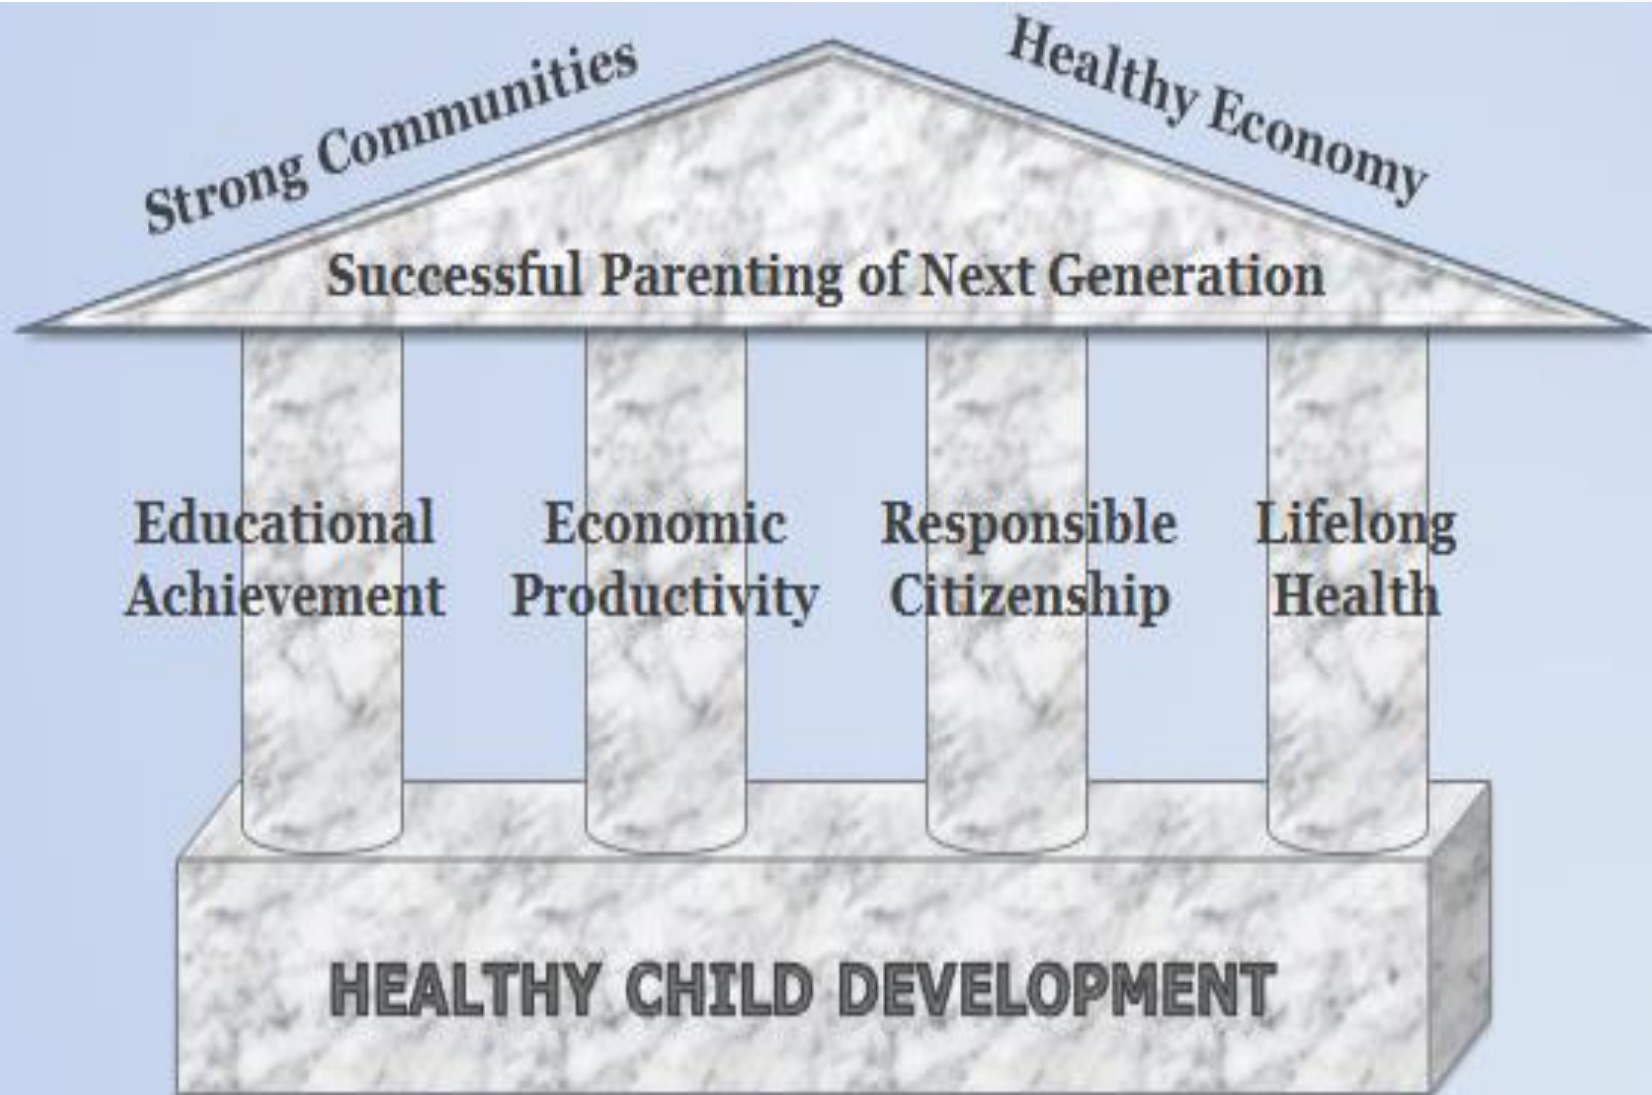 Strong Communities
Healthy Economy
Successful Parenting of Next Generation
Educational
Achievement
Economic
Productivity
Responsible
Citizenship
Lifelong
Health
HEALTHY CHILD DEVELOPMENT